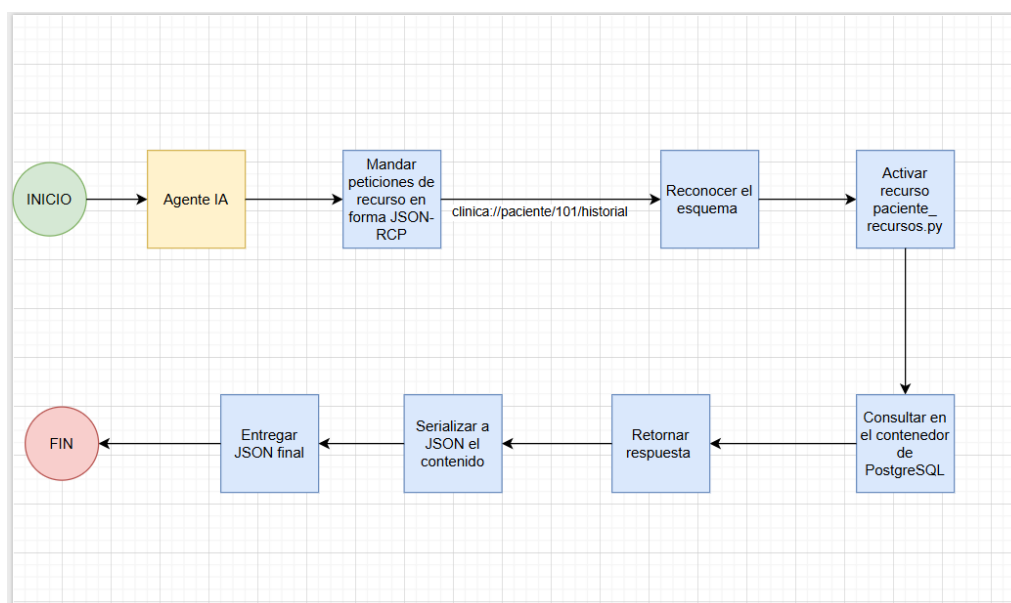 INICIO
Agente IA
Mandar
peticiones de
recurso en
forma JSON-
RCP
clinica://paciente/101/historial
Reconocer el
esquema
Activar
recurso
paciente_
recursos.py
Consultar en
el contenedor
de
PostgreSQL
Retornar
respuesta
Serializar a
JSON el
contenido
Entregar
JSON final
FIN